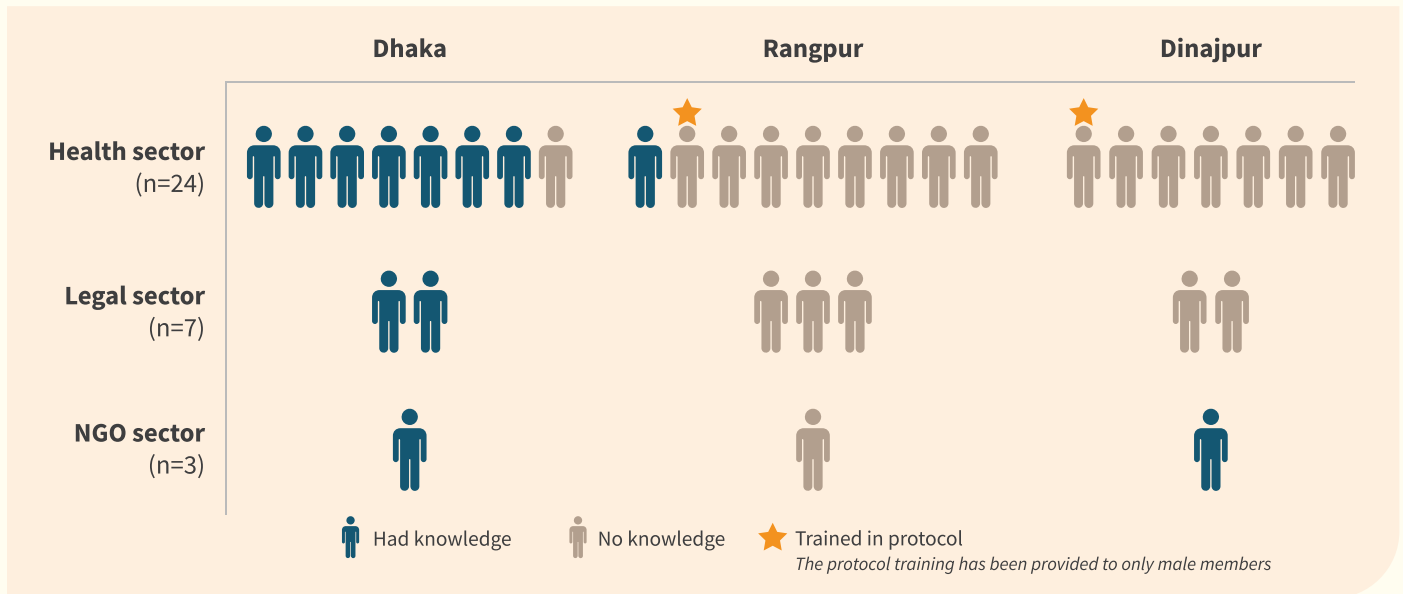 Dhaka
Rangpur
Dinajpur
Health sector
(n=24)
Legal sector
(n=7)
NGO sector
(n=3)
Had knowledge
No knowledge
Trained in protocol
The protocol training has been provided to only male members